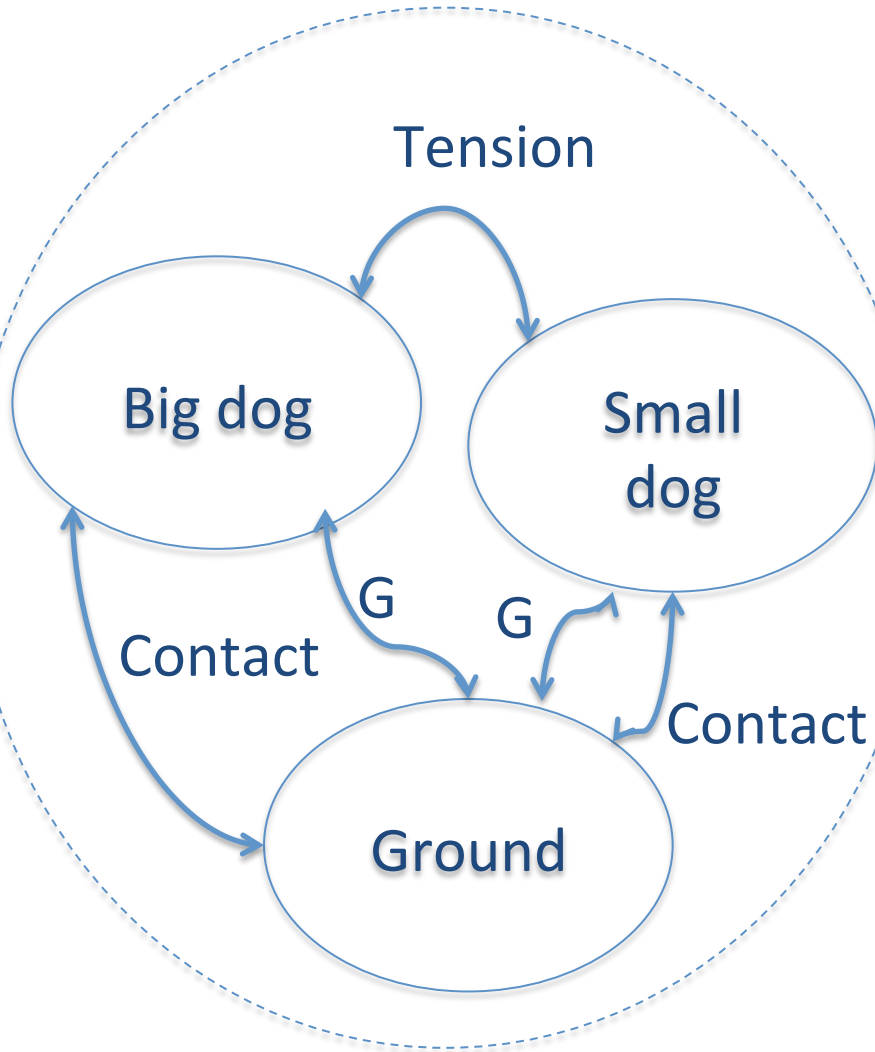 Tension
Big dog
Small
dog
G
G
Contact
Contact
Ground